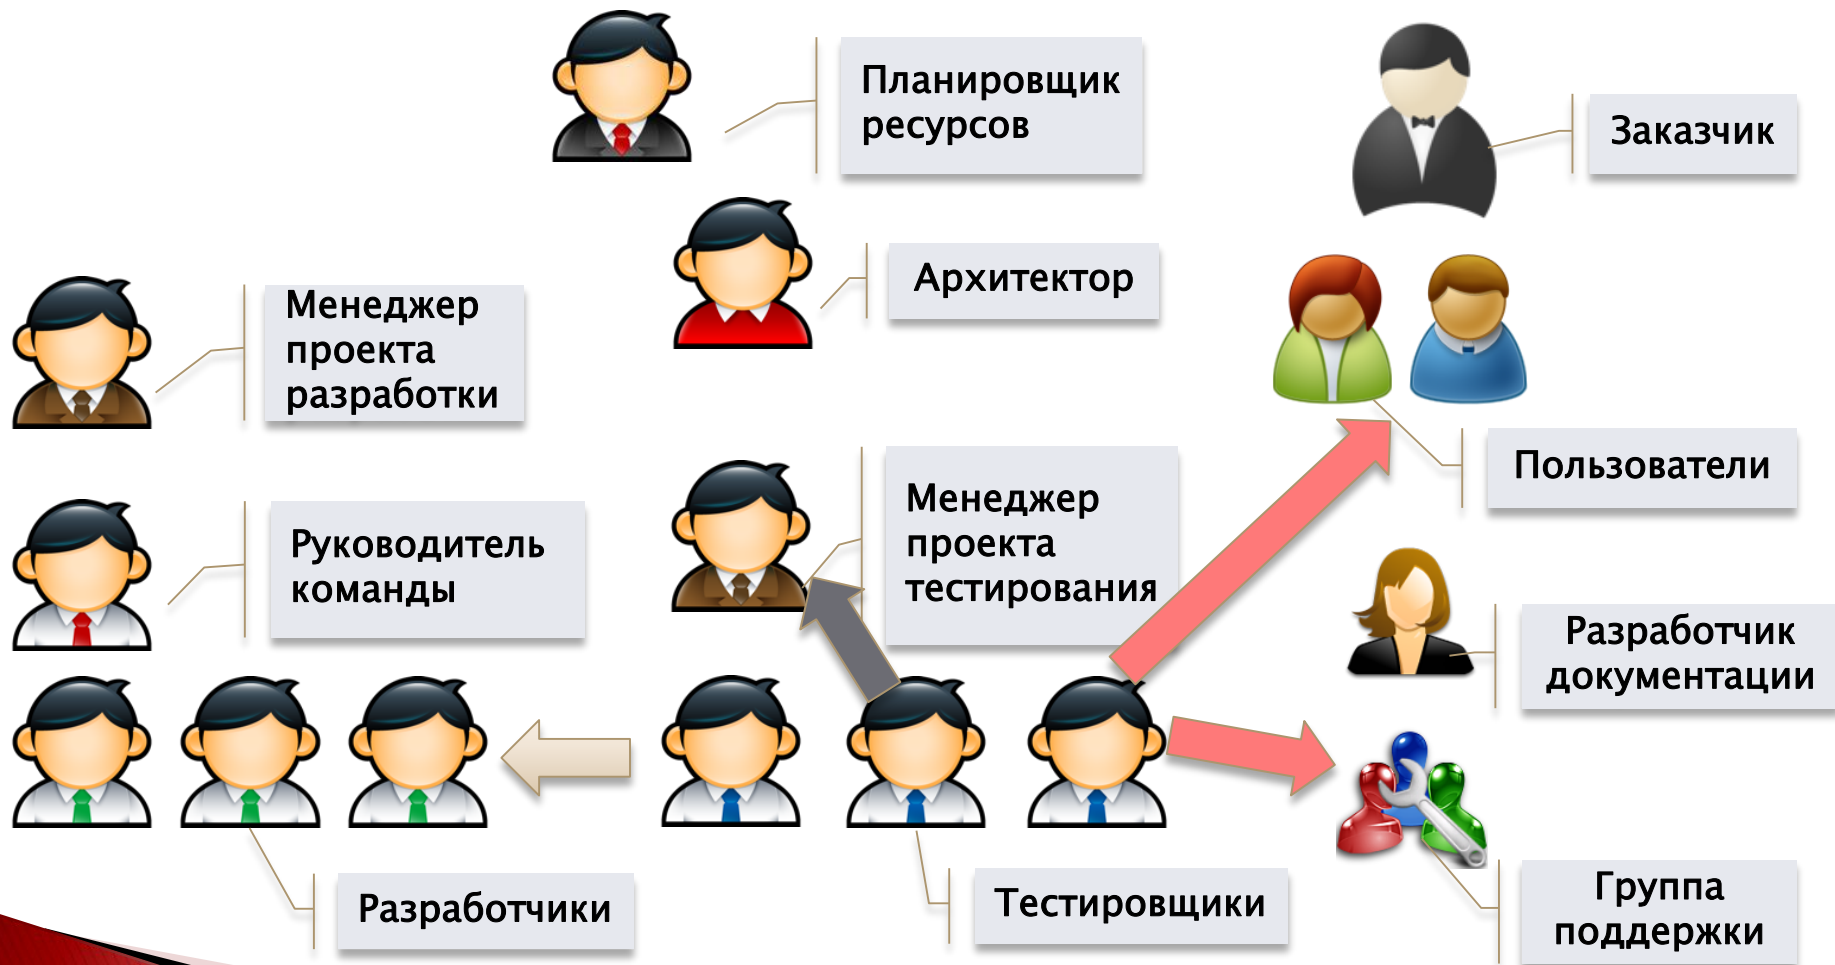 Планировщик
ресурсов
Заказчик
Архитектор
Менеджер
проекта
разработки
Пользователи
Менеджер
проекта
тестирования
Руководитель
команды
Разработчик
документации
Разработчики
Тестировщики
Группа
поддержки